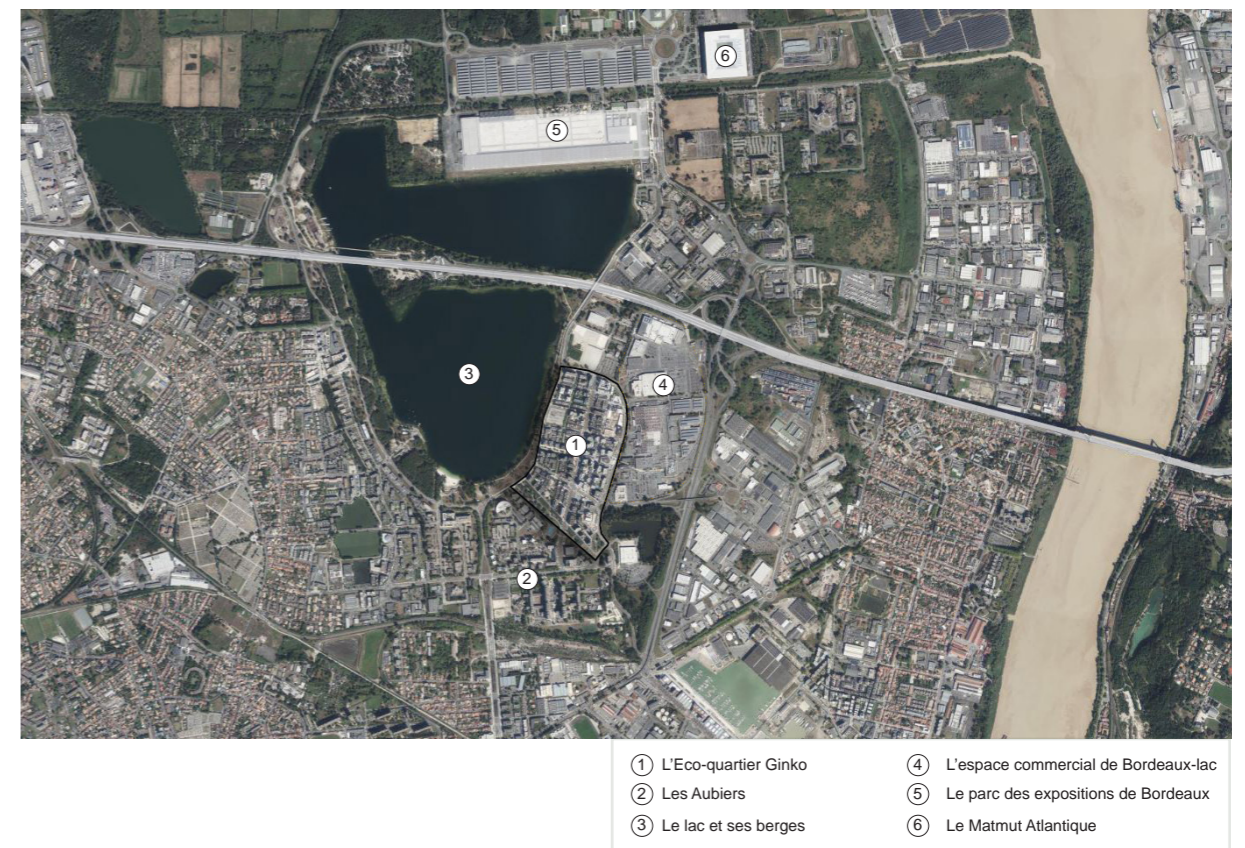 6
5
3
4
1
2
1 L'Eco-quartier Ginko
2 Les Aubiers
3 Le lac et ses berges
4 L'espace commercial de Bordeaux-lac
5 Le parc des expositions de Bordeaux
6 Le Matmut Atlantique